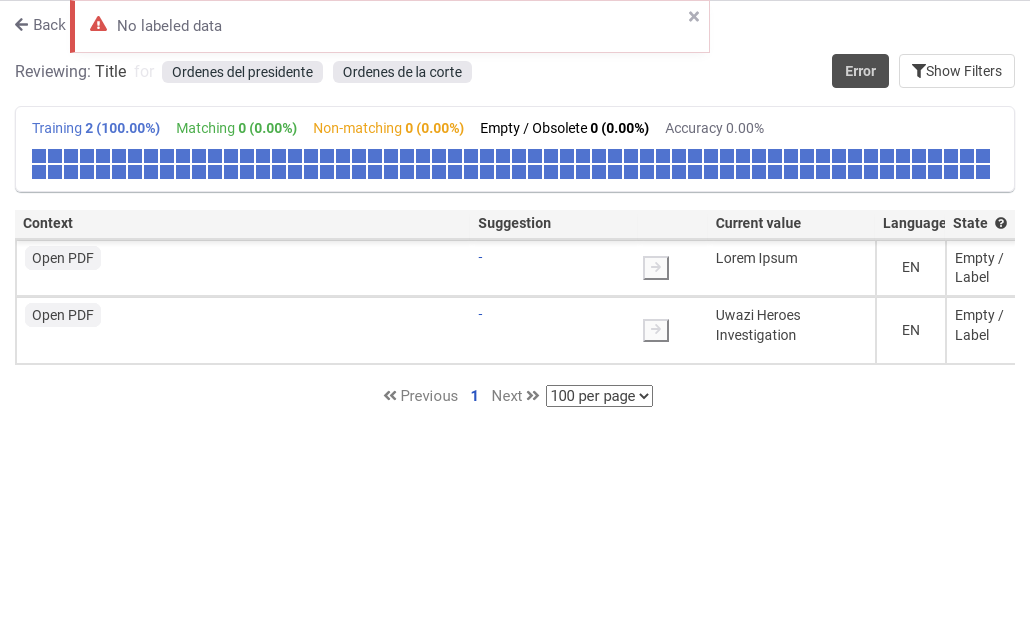 Back
No labeled data
Reviewing: Title for Ordenes del presidente Ordenes de la corte
Error
Show Filters
Training 2 (100.00%) Matching 0 (0.00%) Non-matching 0 (0.00%) Empty / Obsolete 0 (0.00%) Accuracy 0.00%
Context Suggestion Current value Language State
Open PDF - Lorem Ipsum EN Empty /
Label
Open PDF - Uwazi Heroes EN Empty /
Investigation Label
Previous 1 Next 100 per page